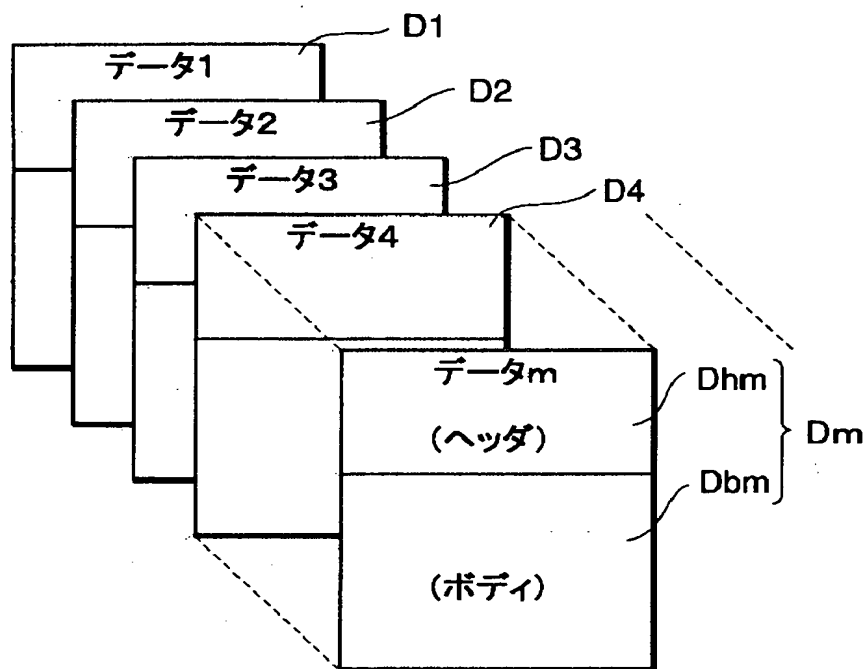 D1
データ1
D2
データ2
D3
データ3
D4
データ4
データm
Dhm
(ヘッダ)
Dm
Dbm
(ボディ)